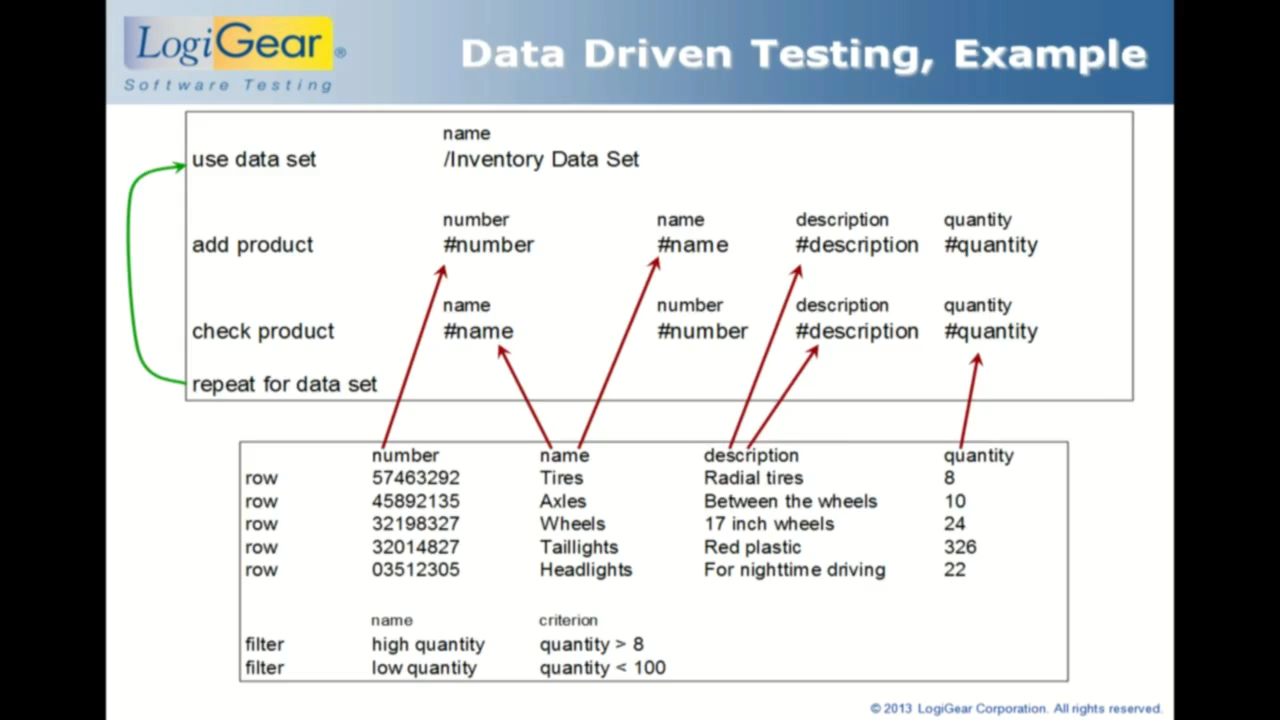 LogiGear®
Software Testing
Data Driven Testing, Example
name
use data set /Inventory Data Set
number name description quantity
add product #number #name #description #quantity
name number description quantity
check product #name #number #description #quantity
repeat for data set
number name description quantity
row 57463292 Tires Radial tires 8
row 45892135 Axles Between the wheels 10
row 32198327 Wheels 17 inch wheels 24
row 32014827 Taillights Red plastic 326
row 03512305 Headlights For nighttime driving 22
name criterion
filter high quantity quantity > 8
filter low quantity quantity < 100
© 2013 LogiGear Corporation. All rights reserved.